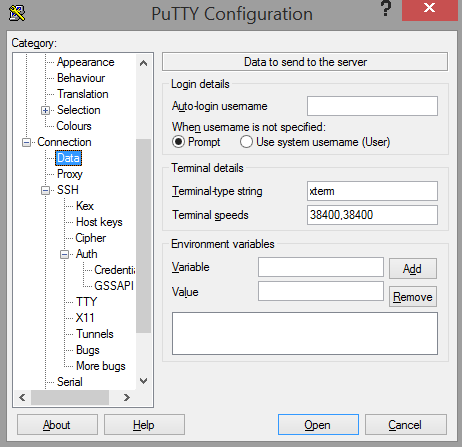 PuTTY Configuration
Category:
Appearance
Behaviour
Translation
Selection
Colours
Connection
Data
Proxy
SSH
Kex
Host keys
Cipher
Auth
Credentia
GSSAPI
TTY
X11
Tunnels
Bugs
More bugs
Serial
Data to send to the server
Login details
Auto-login username
When username is not specified:
Prompt Use system username (User)
Terminal details
Terminal-type string xterm
Terminal speeds 38400,38400
Environment variables
Variable Add
Value Remove
About Help Open Cancel